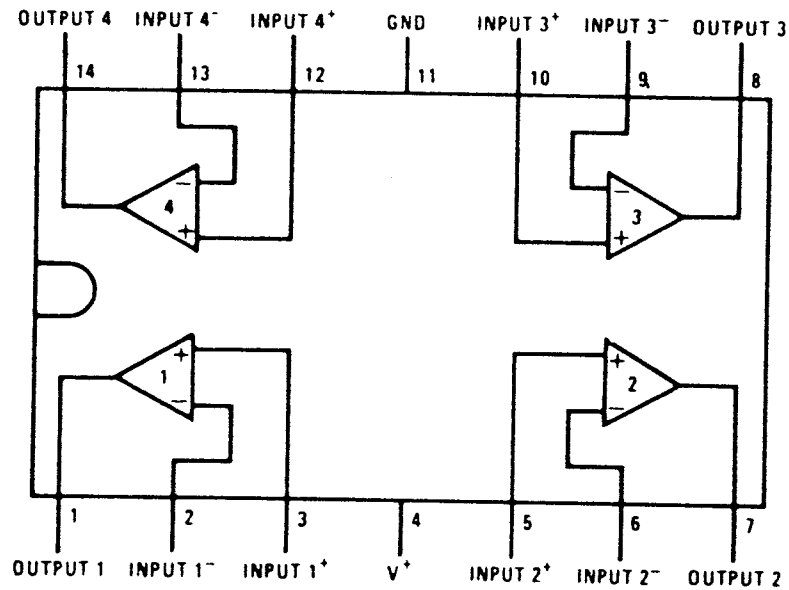 OUTPUT 4 INPUT 4⁻ INPUT 4⁺ GND INPUT 3⁺ INPUT 3⁻ OUTPUT 3
14 13 12 11 10 9 8
− −
4 3
+ +
+ +
1 2
− −
1 2 3 4 5 6 7
OUTPUT 1 INPUT 1⁻ INPUT 1⁺ V⁺ INPUT 2⁺ INPUT 2⁻ OUTPUT 2